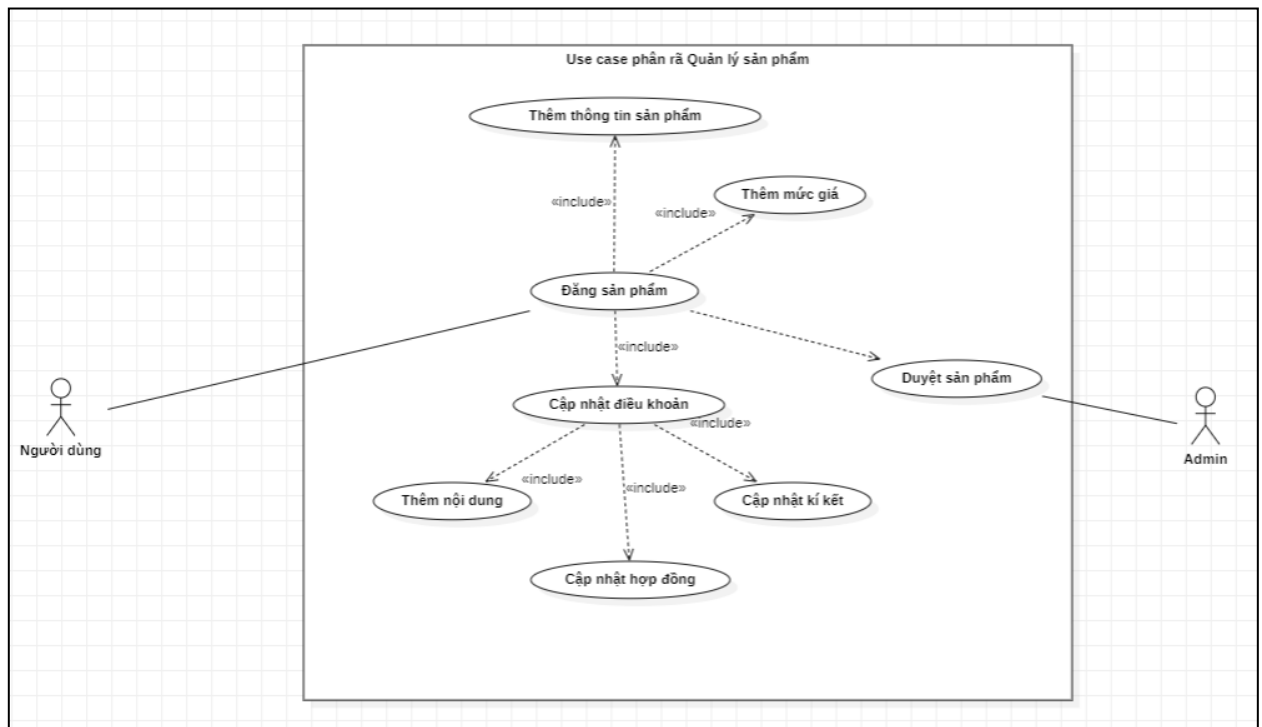 Use case phân rã Quản lý sản phẩm
Thêm thông tin sản phẩm
Thêm mức giá
«include»
«include»
Đăng sản phẩm
«include»
Duyệt sản phẩm
Cập nhật điều khoản
«include»
Người dùng
Admin
«include»
«include»
Thêm nội dung
Cập nhật kí kết
Cập nhật hợp đồng